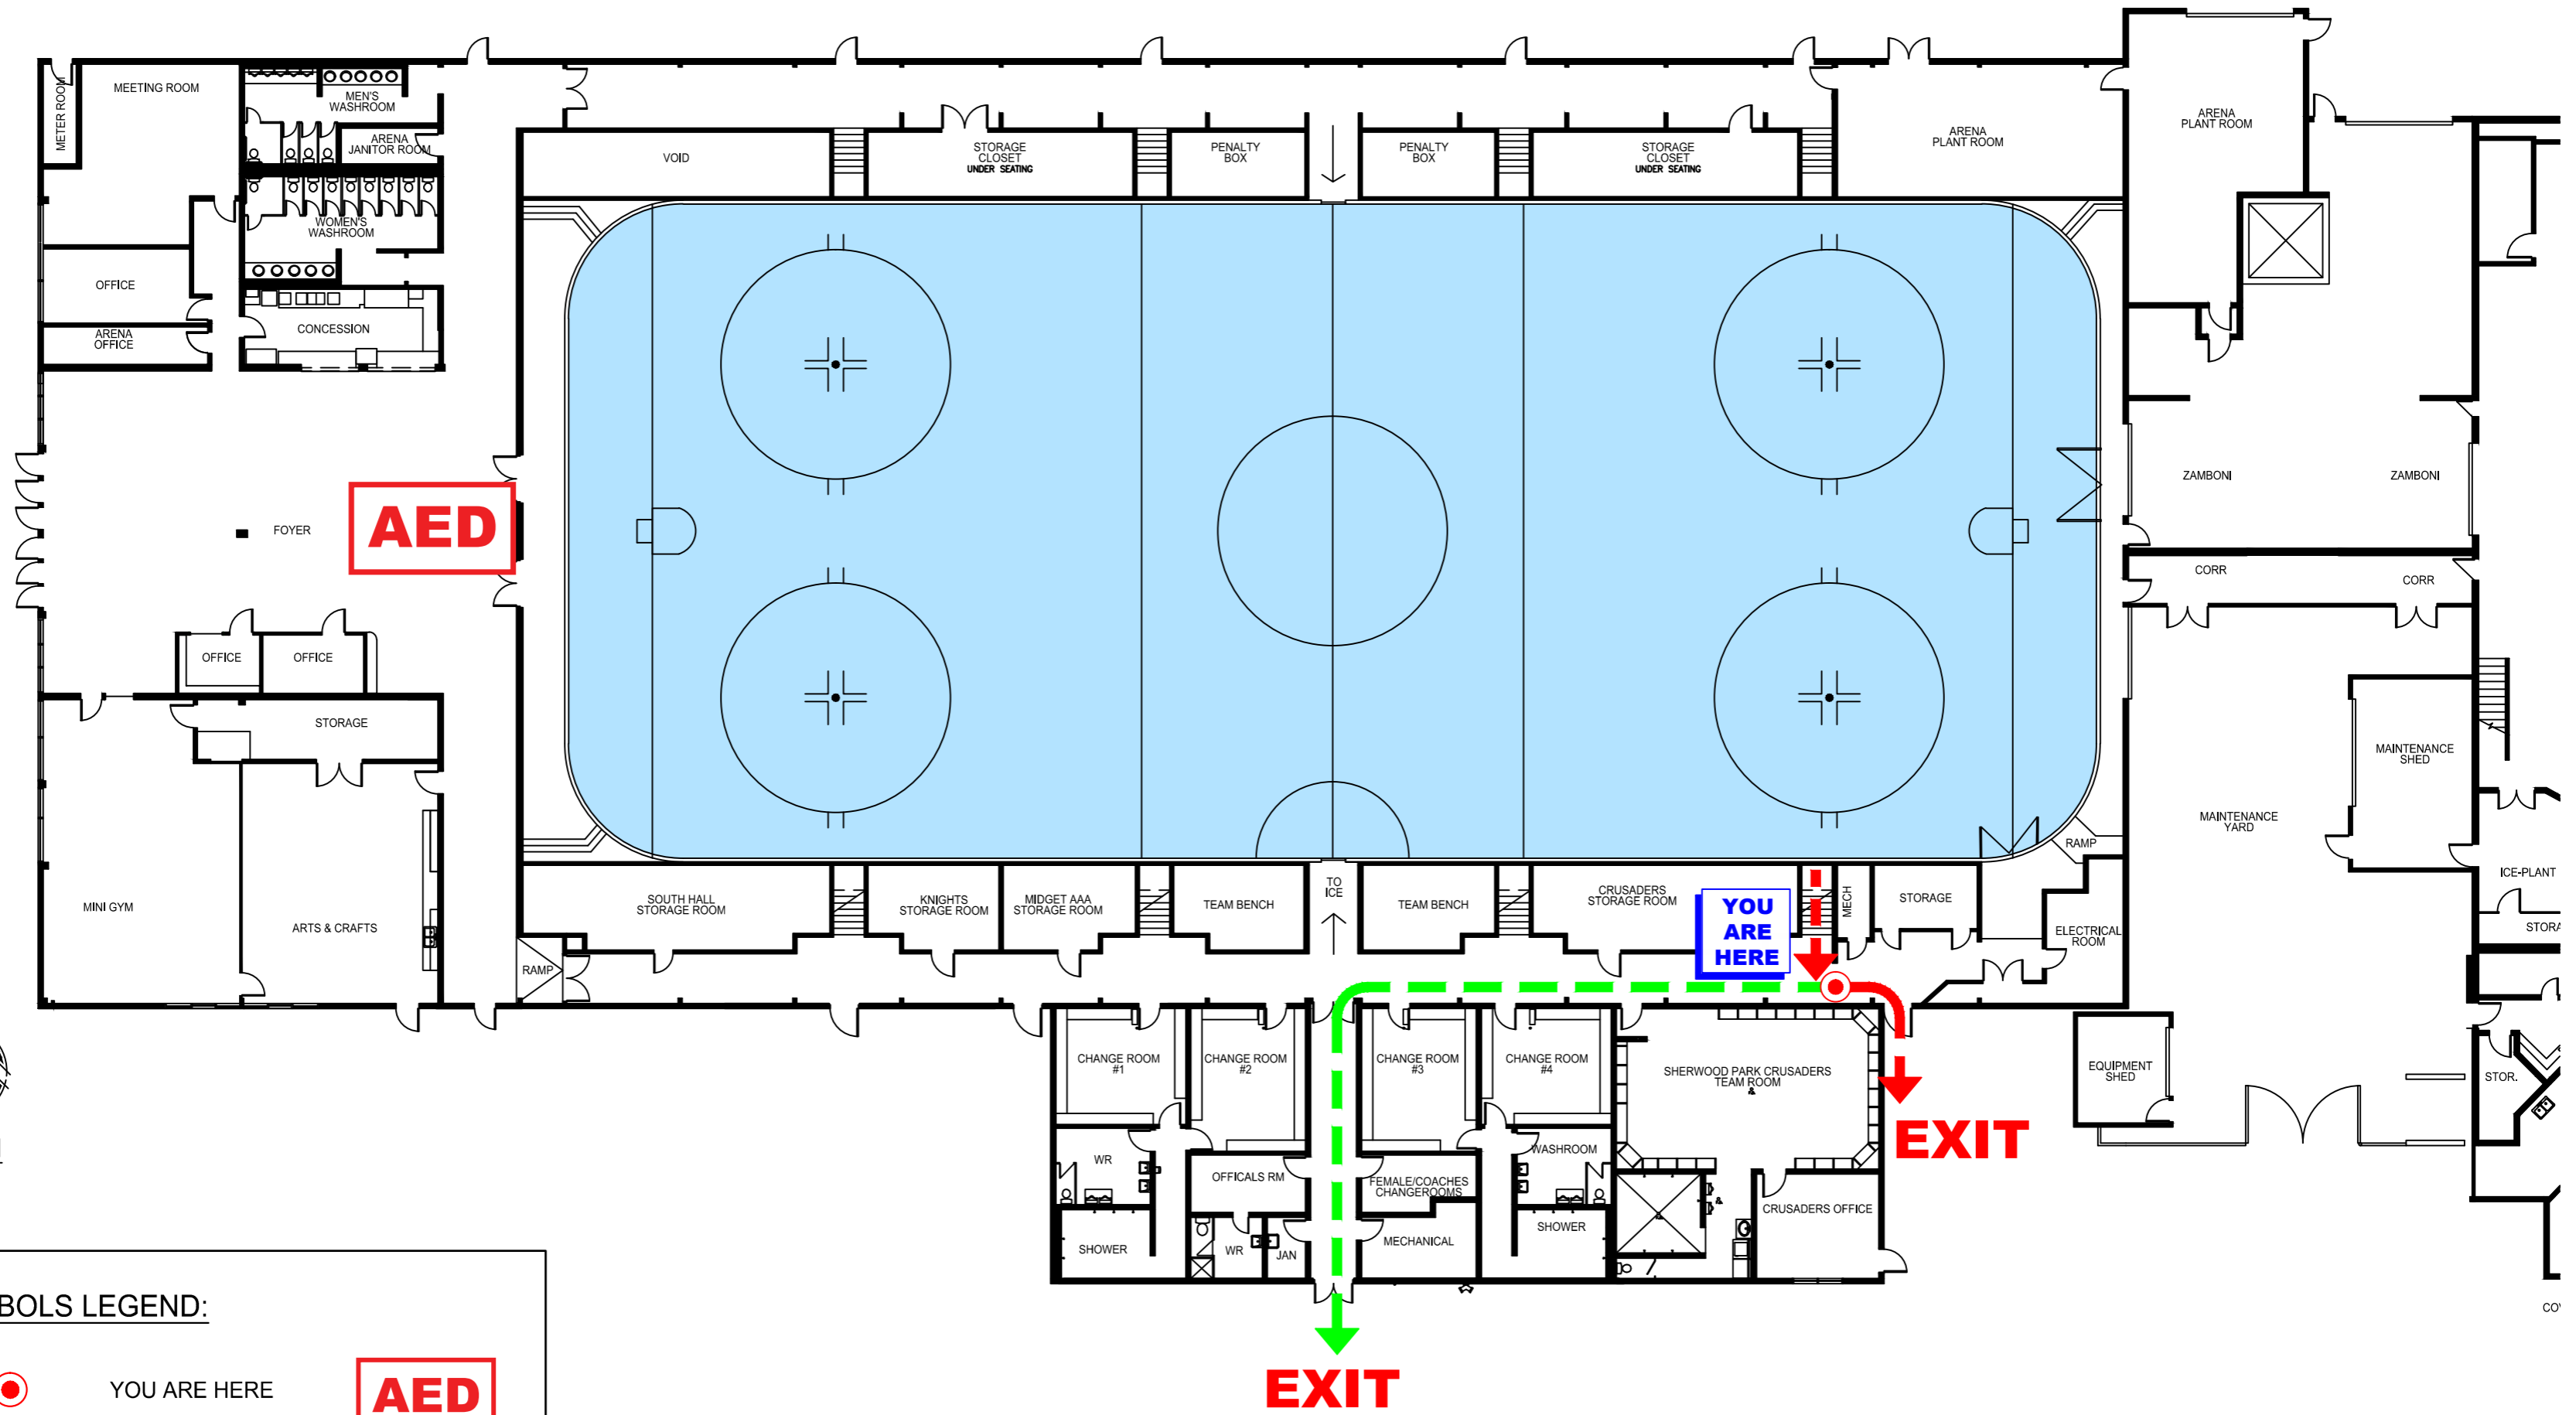 METER ROOM
MEETING ROOM
MEN'S
WASHROOM
ARENA
JANITOR ROOM
WOMEN'S
WASHROOM
OFFICE
ARENA
OFFICE
CONCESSION
VOID
STORAGE
CLOSET
UNDER SEATING
PENALTY
BOX
PENALTY
BOX
STORAGE
CLOSET
UNDER SEATING
ARENA
PLANT ROOM
ARENA
PLANT ROOM
FOYER
AED
ZAMBONI
ZAMBONI
CORR
CORR
OFFICE
OFFICE
STORAGE
MINI GYM
ARTS & CRAFTS
MAINTENANCE
SHED
MAINTENANCE
YARD
RAMP
ICE-PLANT
STORA
SOUTH HALL
STORAGE ROOM
KNIGHTS
STORAGE ROOM
MIDGET AAA
STORAGE ROOM
TEAM BENCH
TO
ICE
TEAM BENCH
CRUSADERS
STORAGE ROOM
YOU
ARE
HERE
MECH
STORAGE
ELECTRICAL
ROOM
RAMP
CHANGE ROOM
#1
CHANGE ROOM
#2
CHANGE ROOM
#3
CHANGE ROOM
#4
SHERWOOD PARK CRUSADERS
TEAM ROOM
EQUIPMENT
SHED
STOR.
EXIT
WR
OFFICALS RM
FEMALE/COACHES
CHANGEROOMS
WASHROOM
CRUSADERS OFFICE
SHOWER
WR
JAN
MECHANICAL
SHOWER
CO
BOLS LEGEND:
YOU ARE HERE
AED
EXIT